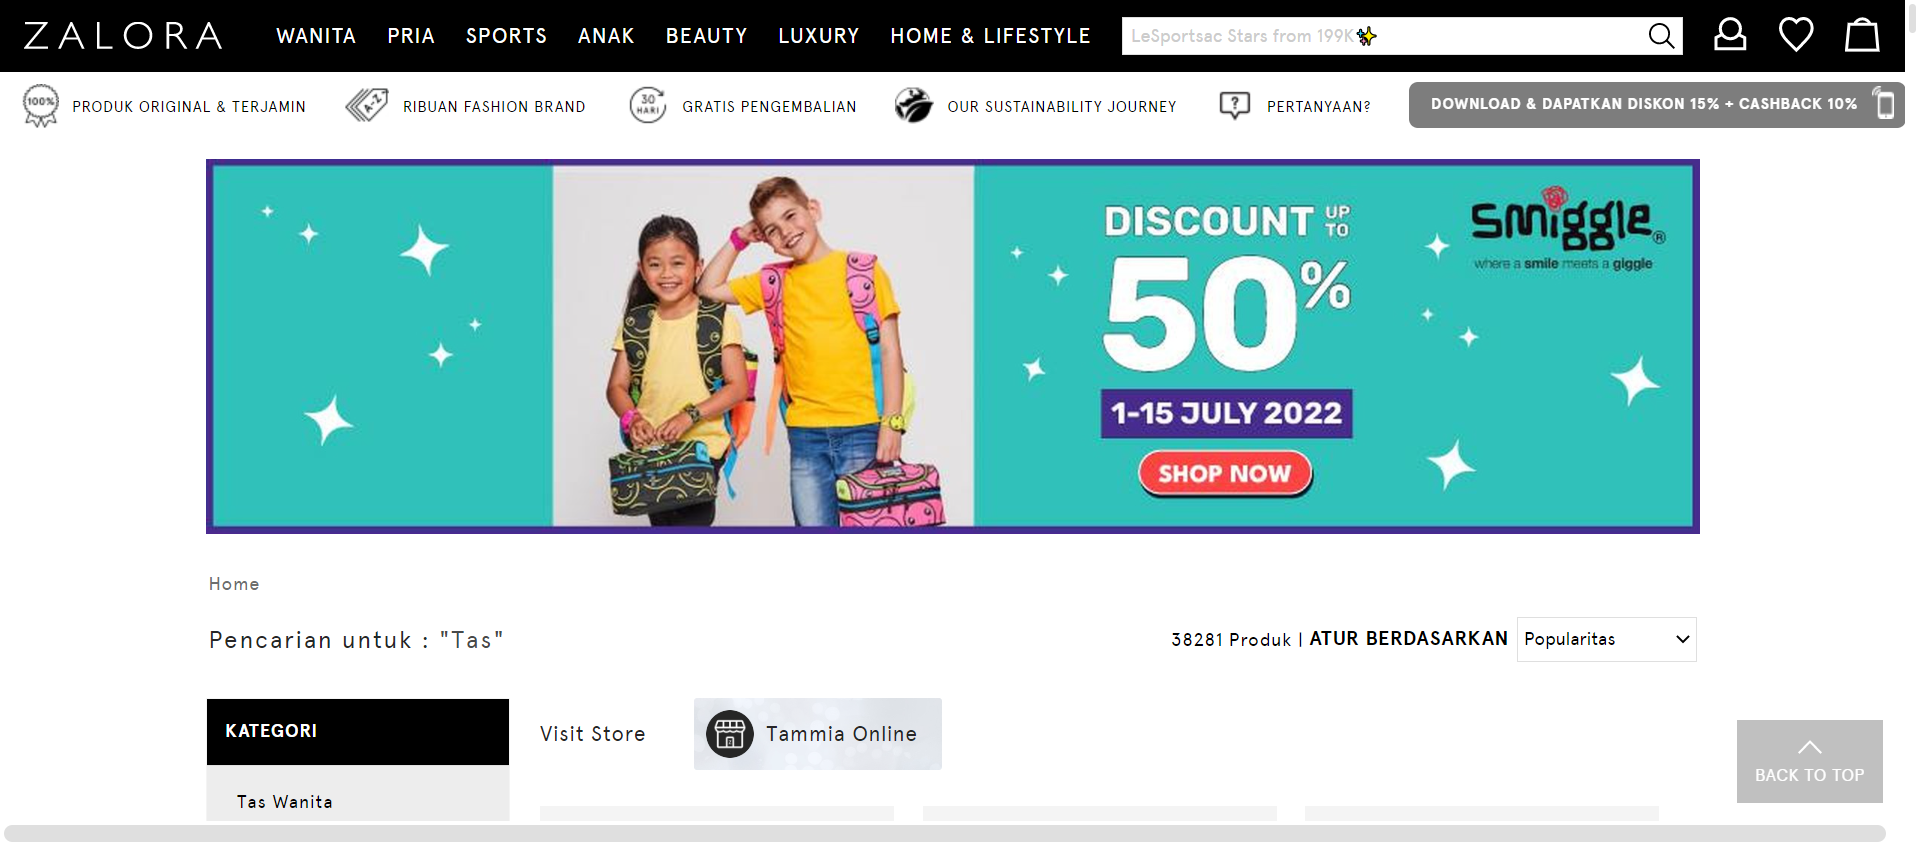 ZALORA WANITA PRIA SPORTS ANAK BEAUTY LUXURY HOME & LIFESTYLE LeSportsac Stars from 199K✨
100% PRODUK ORIGINAL & TERJAMIN A-Z RIBUAN FASHION BRAND 30 HARI GRATIS PENGEMBALIAN OUR SUSTAINABILITY JOURNEY ? PERTANYAAN? DOWNLOAD & DAPATKAN DISKON 15% + CASHBACK 10%
smiggle®
where a smile meets a giggle
DISCOUNT UP TO
50%
1-15 JULY 2022
SHOP NOW
Home
Pencarian untuk : "Tas"
38281 Produk | ATUR BERDASARKAN Popularitas
KATEGORI
Tas Wanita
Visit Store Tammia Online
BACK TO TOP